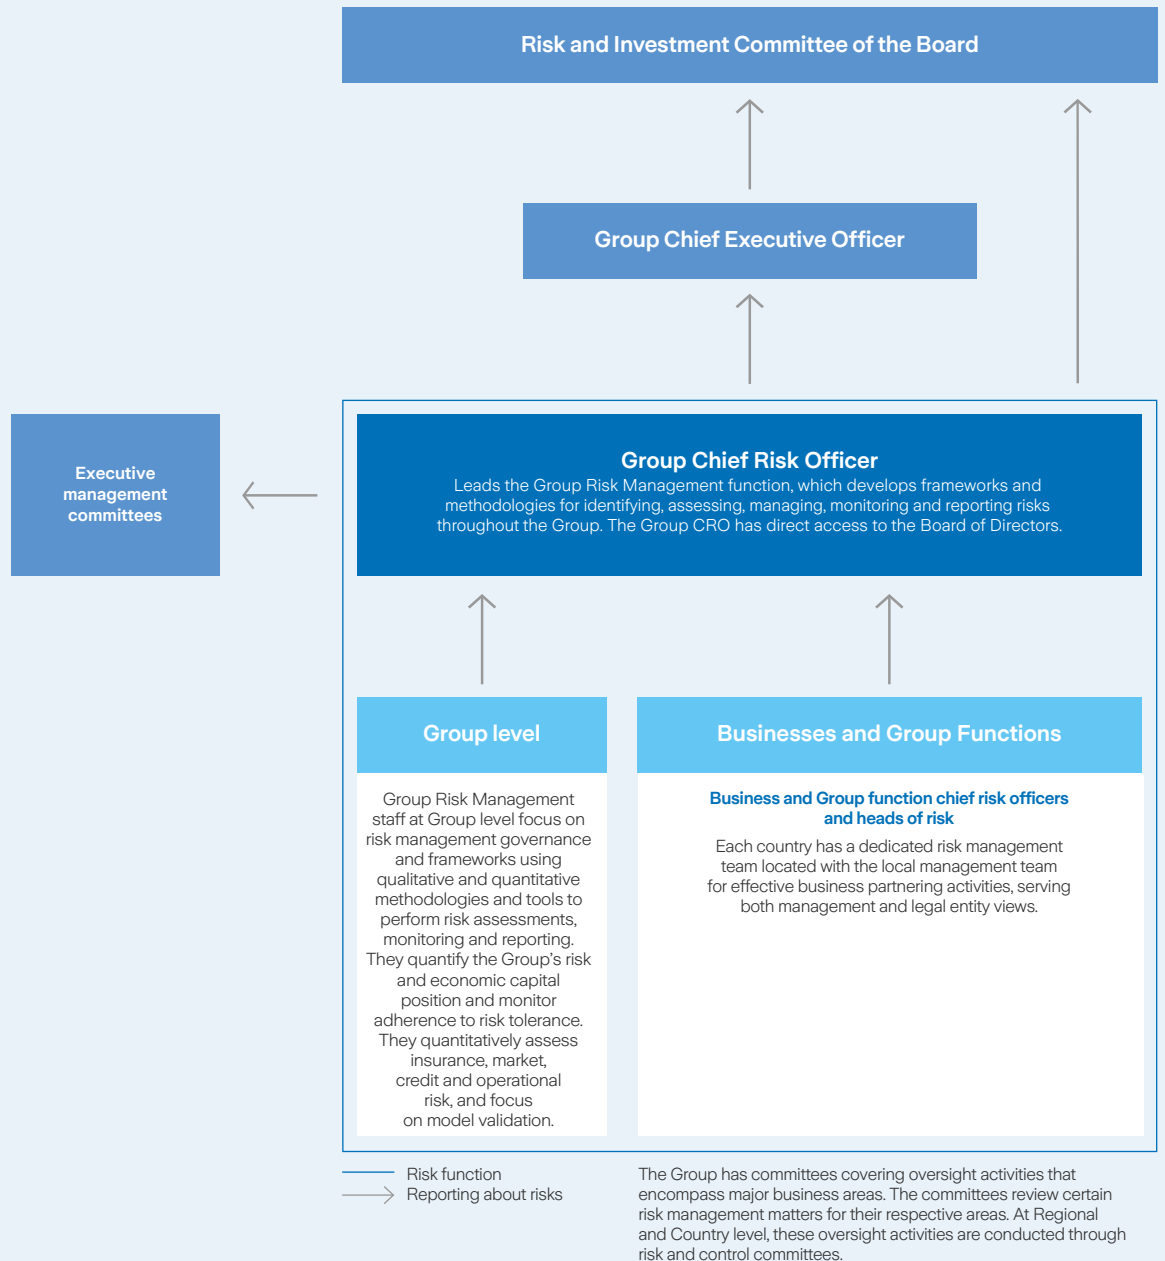 Risk and Investment Committee of the Board
Group Chief Executive Officer
Executive
management
committees
Group Chief Risk Officer
Leads the Group Risk Management function, which develops frameworks and
methodologies for identifying, assessing, managing, monitoring and reporting risks
throughout the Group. The Group CRO has direct access to the Board of Directors.
Group level
Group Risk Management
staff at Group level focus on
risk management governance
and frameworks using
qualitative and quantitative
methodologies and tools to
perform risk assessments,
monitoring and reporting.
They quantify the Group's risk
and economic capital
position and monitor
adherence to risk tolerance.
They quantitatively assess
insurance, market,
credit and operational
risk, and focus
on model validation.
Businesses and Group Functions
Business and Group function chief risk officers
and heads of risk
Each country has a dedicated risk management
team located with the local management team
for effective business partnering activities, serving
both management and legal entity views.
Risk function
Reporting about risks
The Group has committees covering oversight activities that
encompass major business areas. The committees review certain
risk management matters for their respective areas. At Regional
and Country level, these oversight activities are conducted through
risk and control committees.